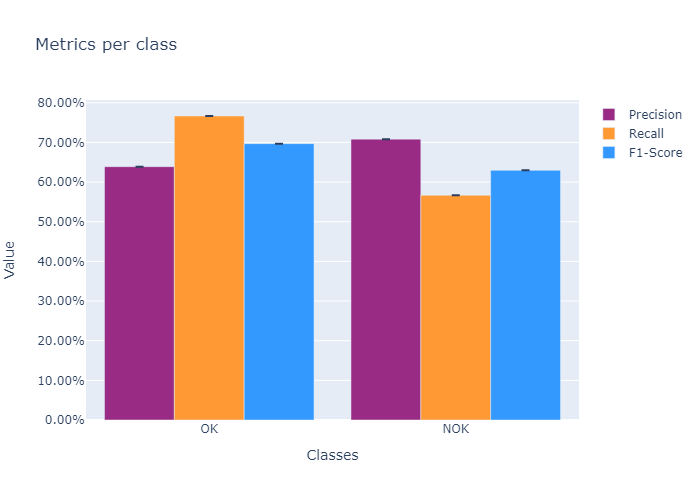 Metrics per class
Precision
Recall
F1-Score
80.00%
70.00%
60.00%
50.00%
40.00%
30.00%
20.00%
10.00%
0.00%
Value
OK
NOK
Classes